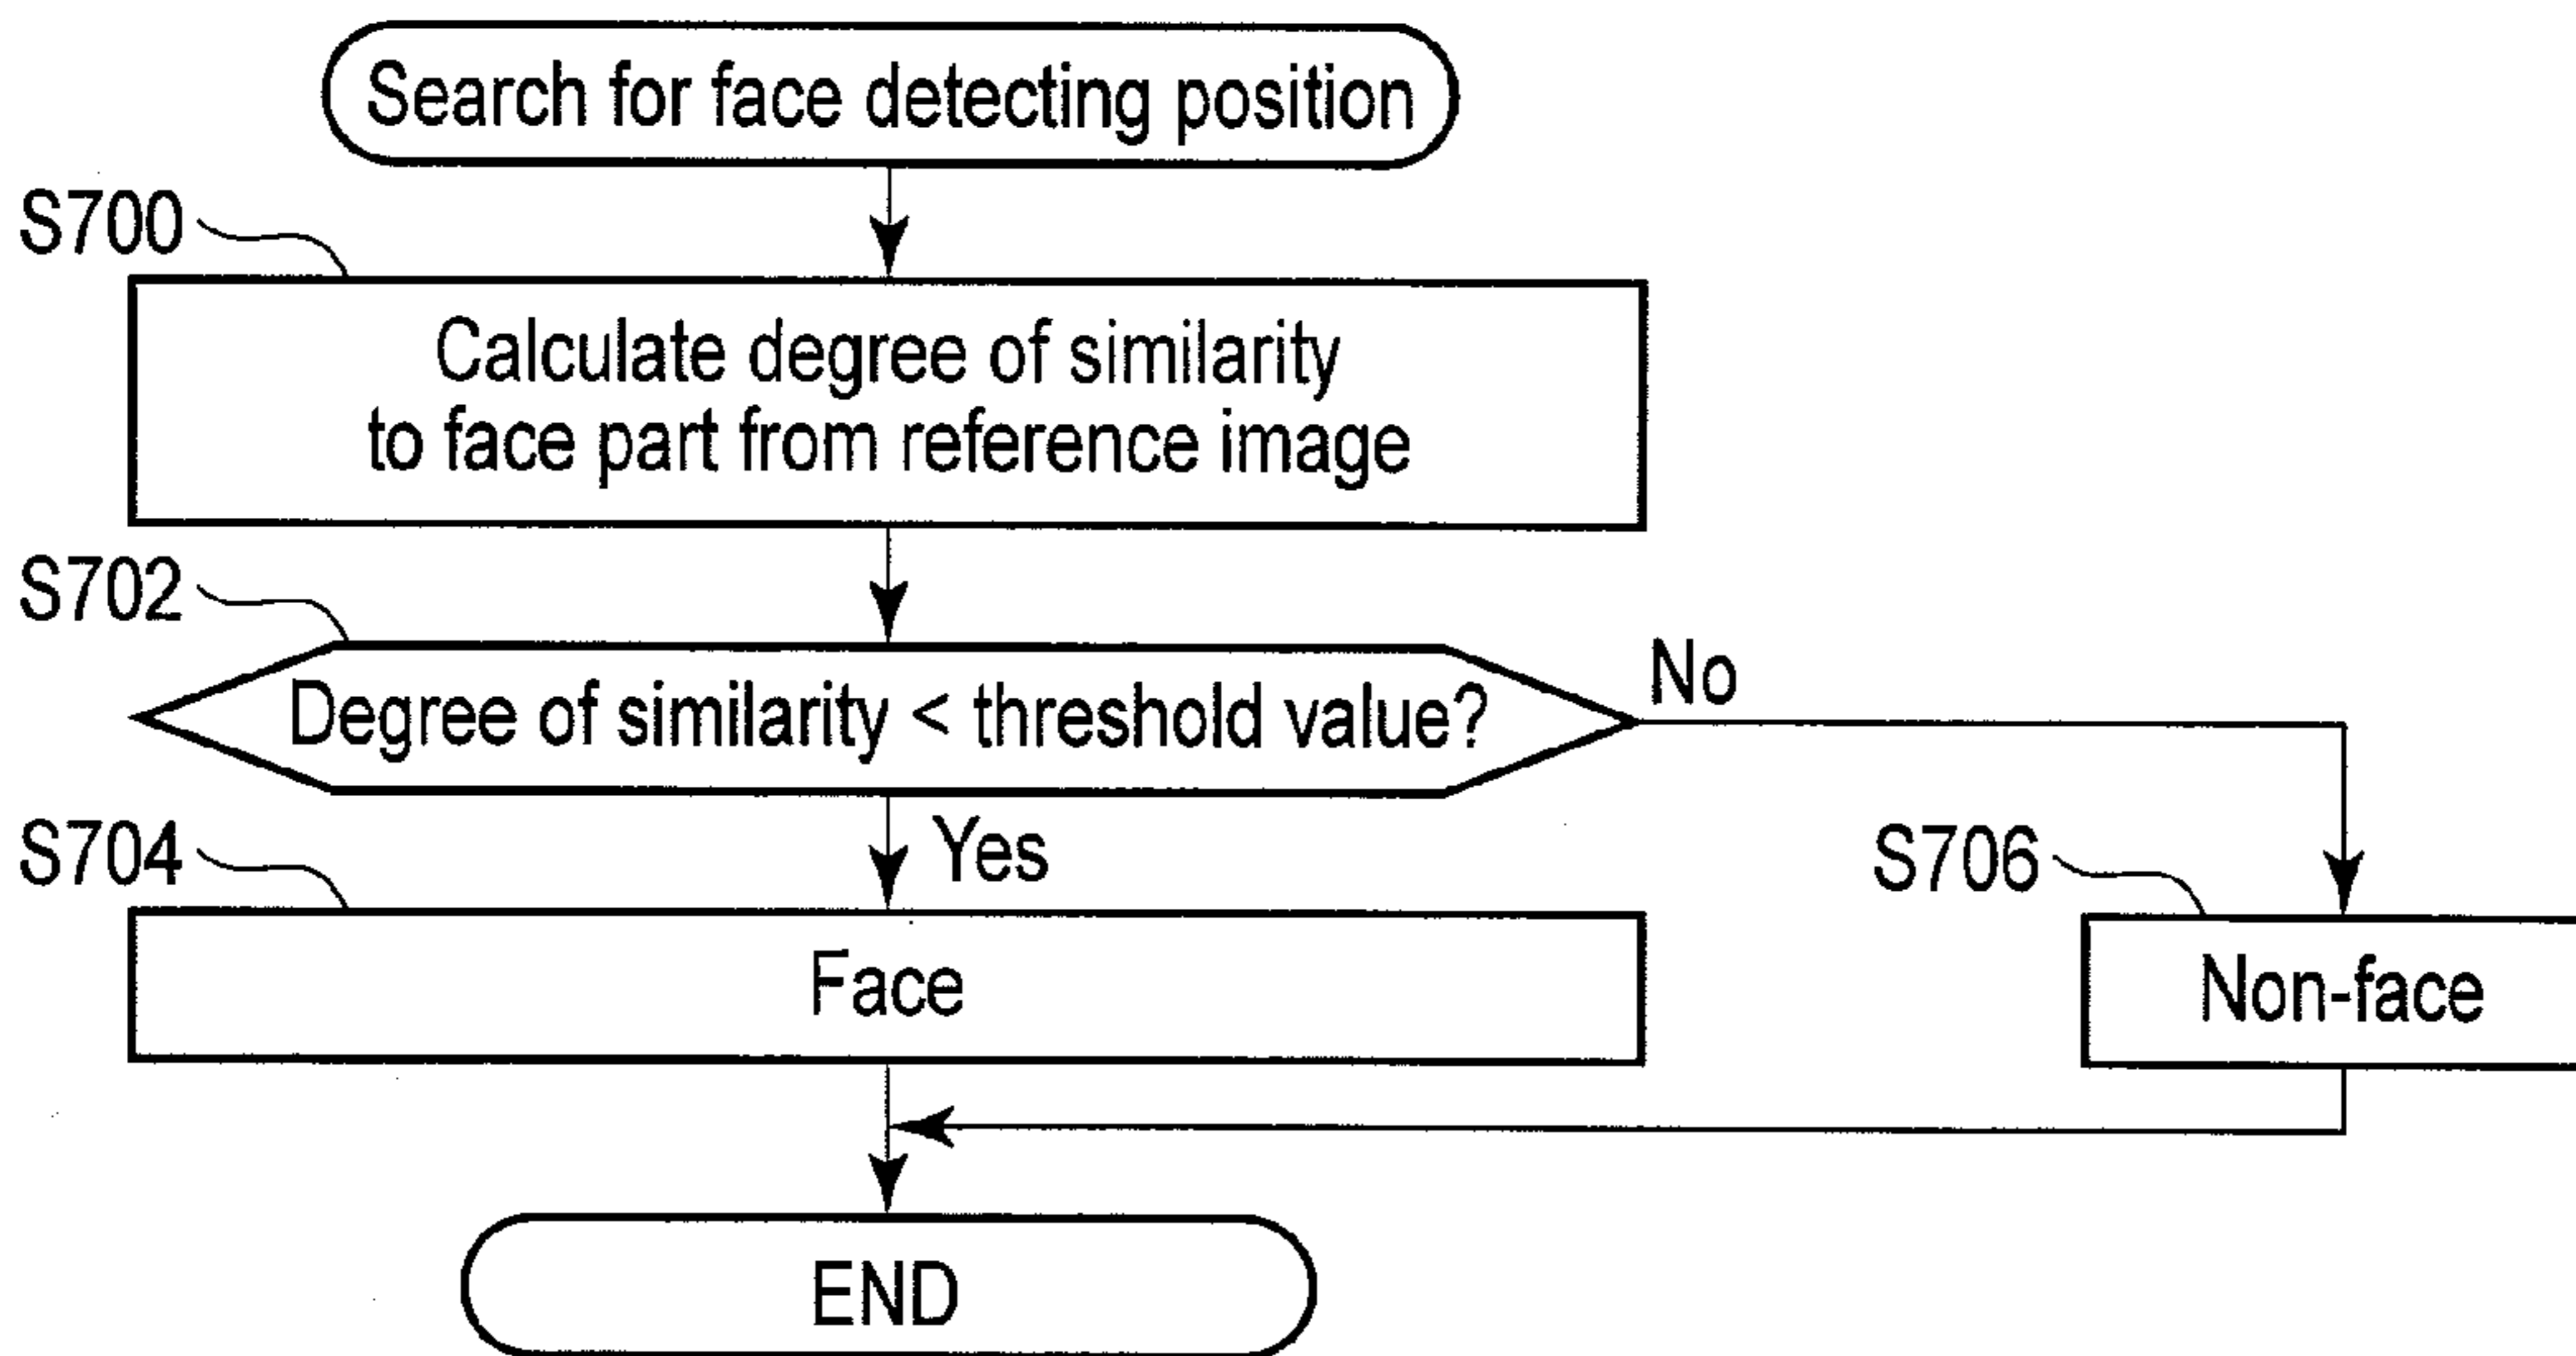 Search for face detecting position
S700
Calculate degree of similarity
to face part from reference image
S702
Degree of similarity < threshold value?
No
Yes
S704
S706
Face
Non-face
END